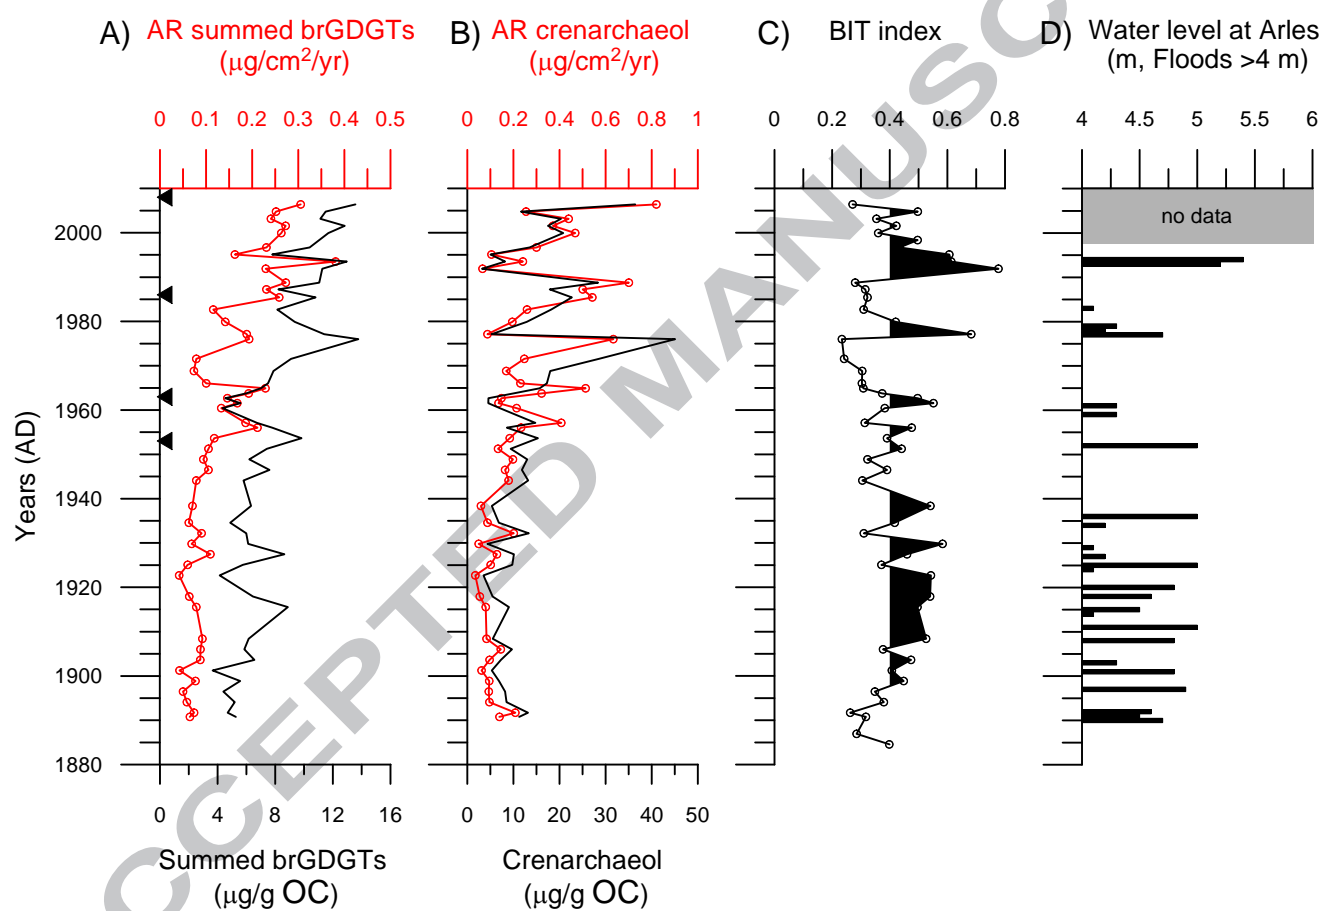 A) AR summed brGDGTs
(μg/cm²/yr)
B) AR crenarchaeol
(μg/cm²/yr)
C) BIT index
D) Water level at Arles
(m, Floods >4 m)
0 0.1 0.2 0.3 0.4 0.5
0 0.2 0.4 0.6 0.8 1
0 0.2 0.4 0.6 0.8
4 4.5 5 5.5 6
no data
Years (AD)
2000
1980
1960
1940
1920
1900
1880
0 4 8 12 16
0 10 20 30 40 50
Summed brGDGTs
(μg/g OC)
Crenarchaeol
(μg/g OC)
CCEPTED MANUSC